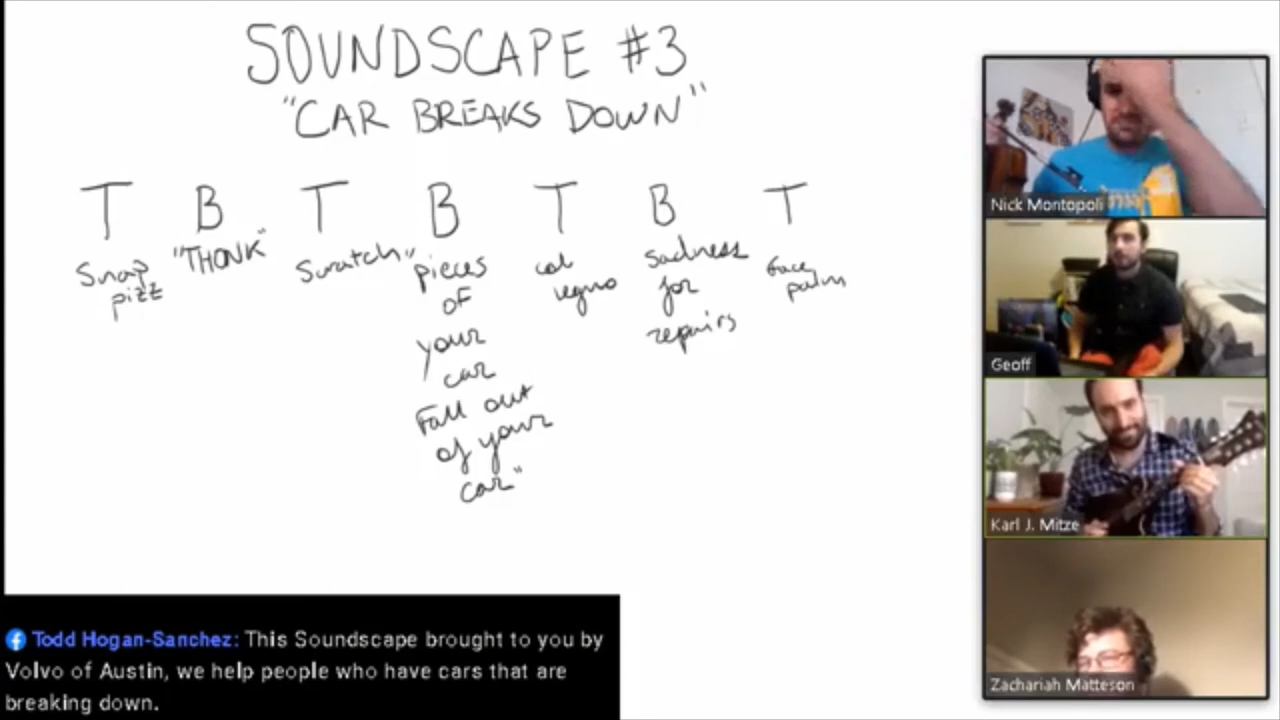 SOUNDSCAPE #3
"CAR BREAKS DOWN"
T B T B T B T
Snap
pizz
"THONK"
Scratch
"pieces
of
your
car
Fall out
of your
car"
col
legno
sadness
for
repairs
face
palm
Nick Montopoli
Geoff
Karl J. Mitze
Zachariah Matteson
Todd Hogan-Sanchez: This Soundscape brought to you by
Volvo of Austin, we help people who have cars that are
breaking down.